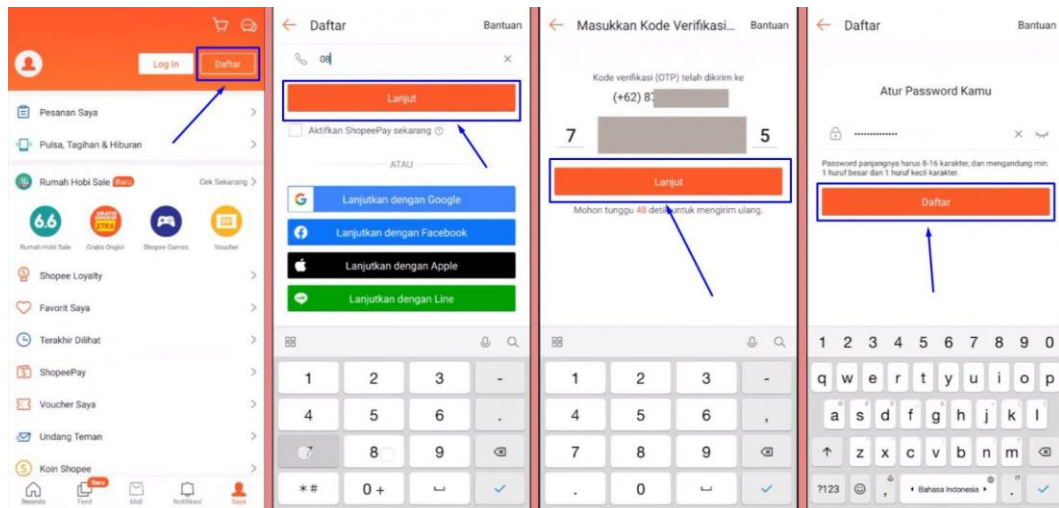 Log In
Daftar
Pesanan Saya
Pulsa, Tagihan & Hiburan
Rumah Hobi Sale Baru
Cek Sekarang
6.6
GRATIS ONGKIR XTRA
Rumah Hobi Sale
Gratis Ongkir
Shopee Games
Voucher
Shopee Loyalty
Favorit Saya
Terakhir Dilihat
ShopeePay
Voucher Saya
Undang Teman
Koin Shopee
Baru
Beranda
Feed
Mall
Notifikasi
Saya
Daftar
Bantuan
08
Lanjut
Aktifkan ShopeePay sekarang
ATAU
Lanjutkan dengan Google
Lanjutkan dengan Facebook
Lanjutkan dengan Apple
Lanjutkan dengan Line
1 2 3 -
4 5 6 .
7 8 9
*# 0 +
Masukkan Kode Verifikasi...
Bantuan
Kode verifikasi (OTP) telah dikirim ke
(+62) 8
7 5
Lanjut
Mohon tunggu 48 detik untuk mengirim ulang.
1 2 3 -
4 5 6 ,
7 8 9
. 0
Daftar
Bantuan
Atur Password Kamu
Password panjangnya harus 8-16 karakter, dan mengandung min.
1 huruf besar dan 1 huruf kecil karakter.
Daftar
1 2 3 4 5 6 7 8 9 0
q w e r t y u i o p
a s d f g h j k l
z x c v b n m
?123 , Bahasa Indonesia .